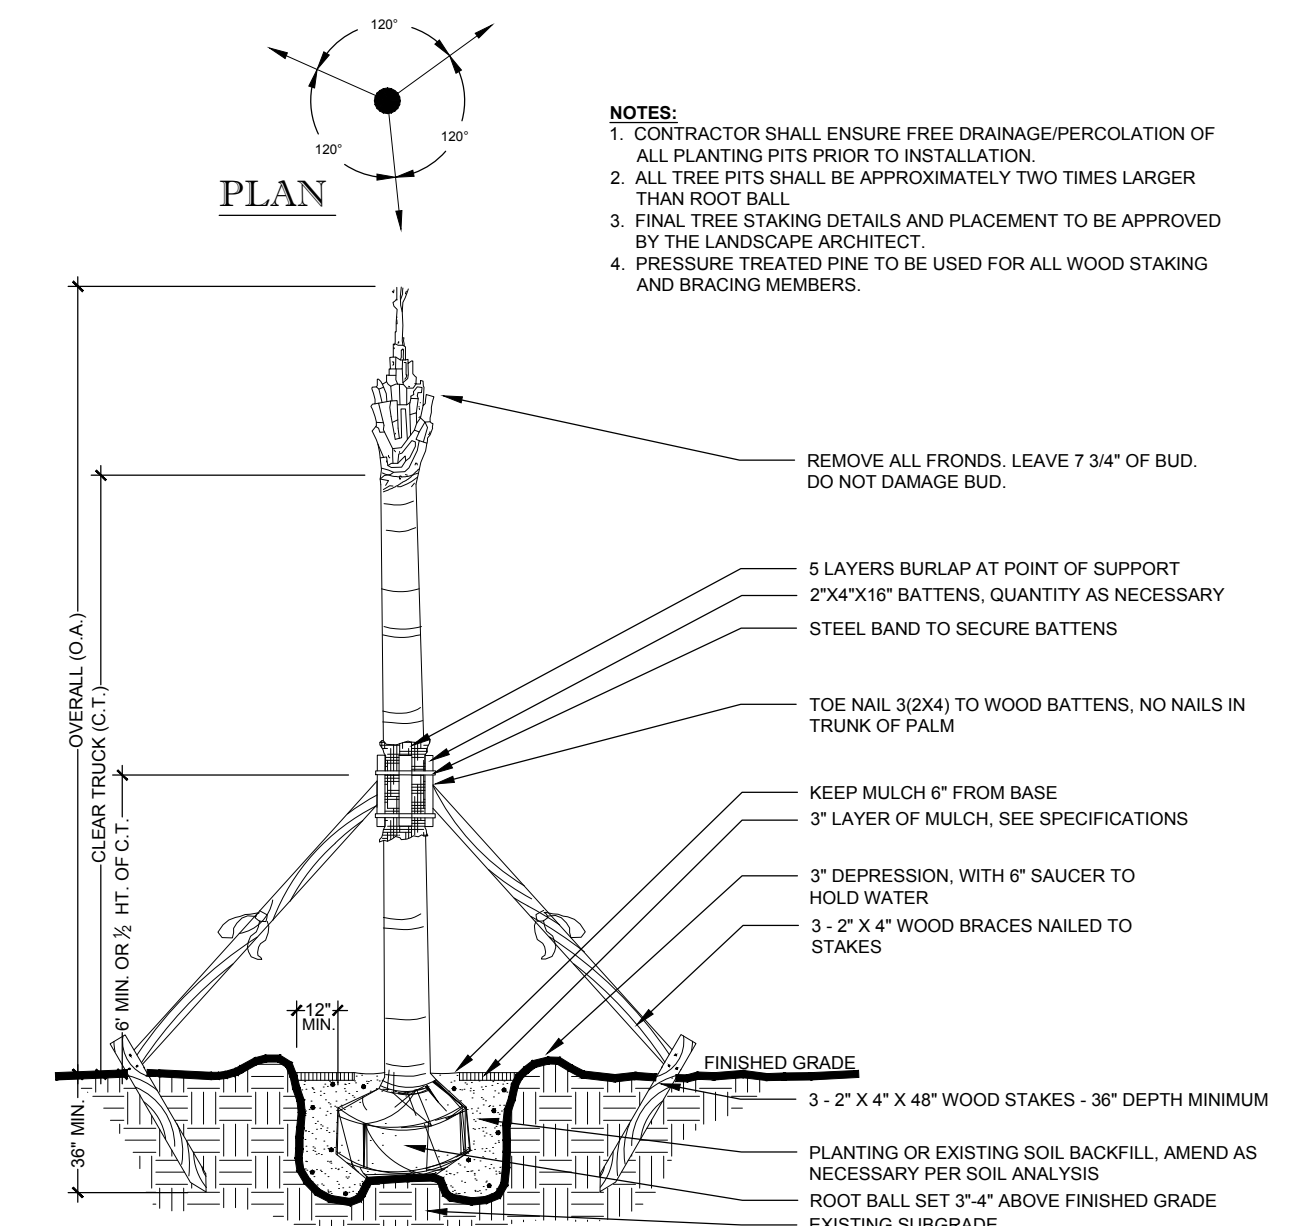 120°
120°
120°
PLAN
NOTES:
1. CONTRACTOR SHALL ENSURE FREE DRAINAGE/PERCOLATION OF
ALL PLANTING PITS PRIOR TO INSTALLATION.
2. ALL TREE PITS SHALL BE APPROXIMATELY TWO TIMES LARGER
THAN ROOT BALL
3. FINAL TREE STAKING DETAILS AND PLACEMENT TO BE APPROVED
BY THE LANDSCAPE ARCHITECT.
4. PRESSURE TREATED PINE TO BE USED FOR ALL WOOD STAKING
AND BRACING MEMBERS.
OVERALL (O.A.)
CLEAR TRUCK (C.T.)
6' MIN. OR ½ HT. OF C.T.
36" MIN.
12"
MIN.
REMOVE ALL FRONDS. LEAVE 7 3/4" OF BUD.
DO NOT DAMAGE BUD.
5 LAYERS BURLAP AT POINT OF SUPPORT
2"X4"X16" BATTENS, QUANTITY AS NECESSARY
STEEL BAND TO SECURE BATTENS
TOE NAIL 3(2X4) TO WOOD BATTENS, NO NAILS IN
TRUNK OF PALM
KEEP MULCH 6" FROM BASE
3" LAYER OF MULCH, SEE SPECIFICATIONS
3" DEPRESSION, WITH 6" SAUCER TO
HOLD WATER
3 - 2" X 4" WOOD BRACES NAILED TO
STAKES
FINISHED GRADE
3 - 2" X 4" X 48" WOOD STAKES - 36" DEPTH MINIMUM
PLANTING OR EXISTING SOIL BACKFILL, AMEND AS
NECESSARY PER SOIL ANALYSIS
ROOT BALL SET 3"-4" ABOVE FINISHED GRADE
EXISTING SUBGRADE